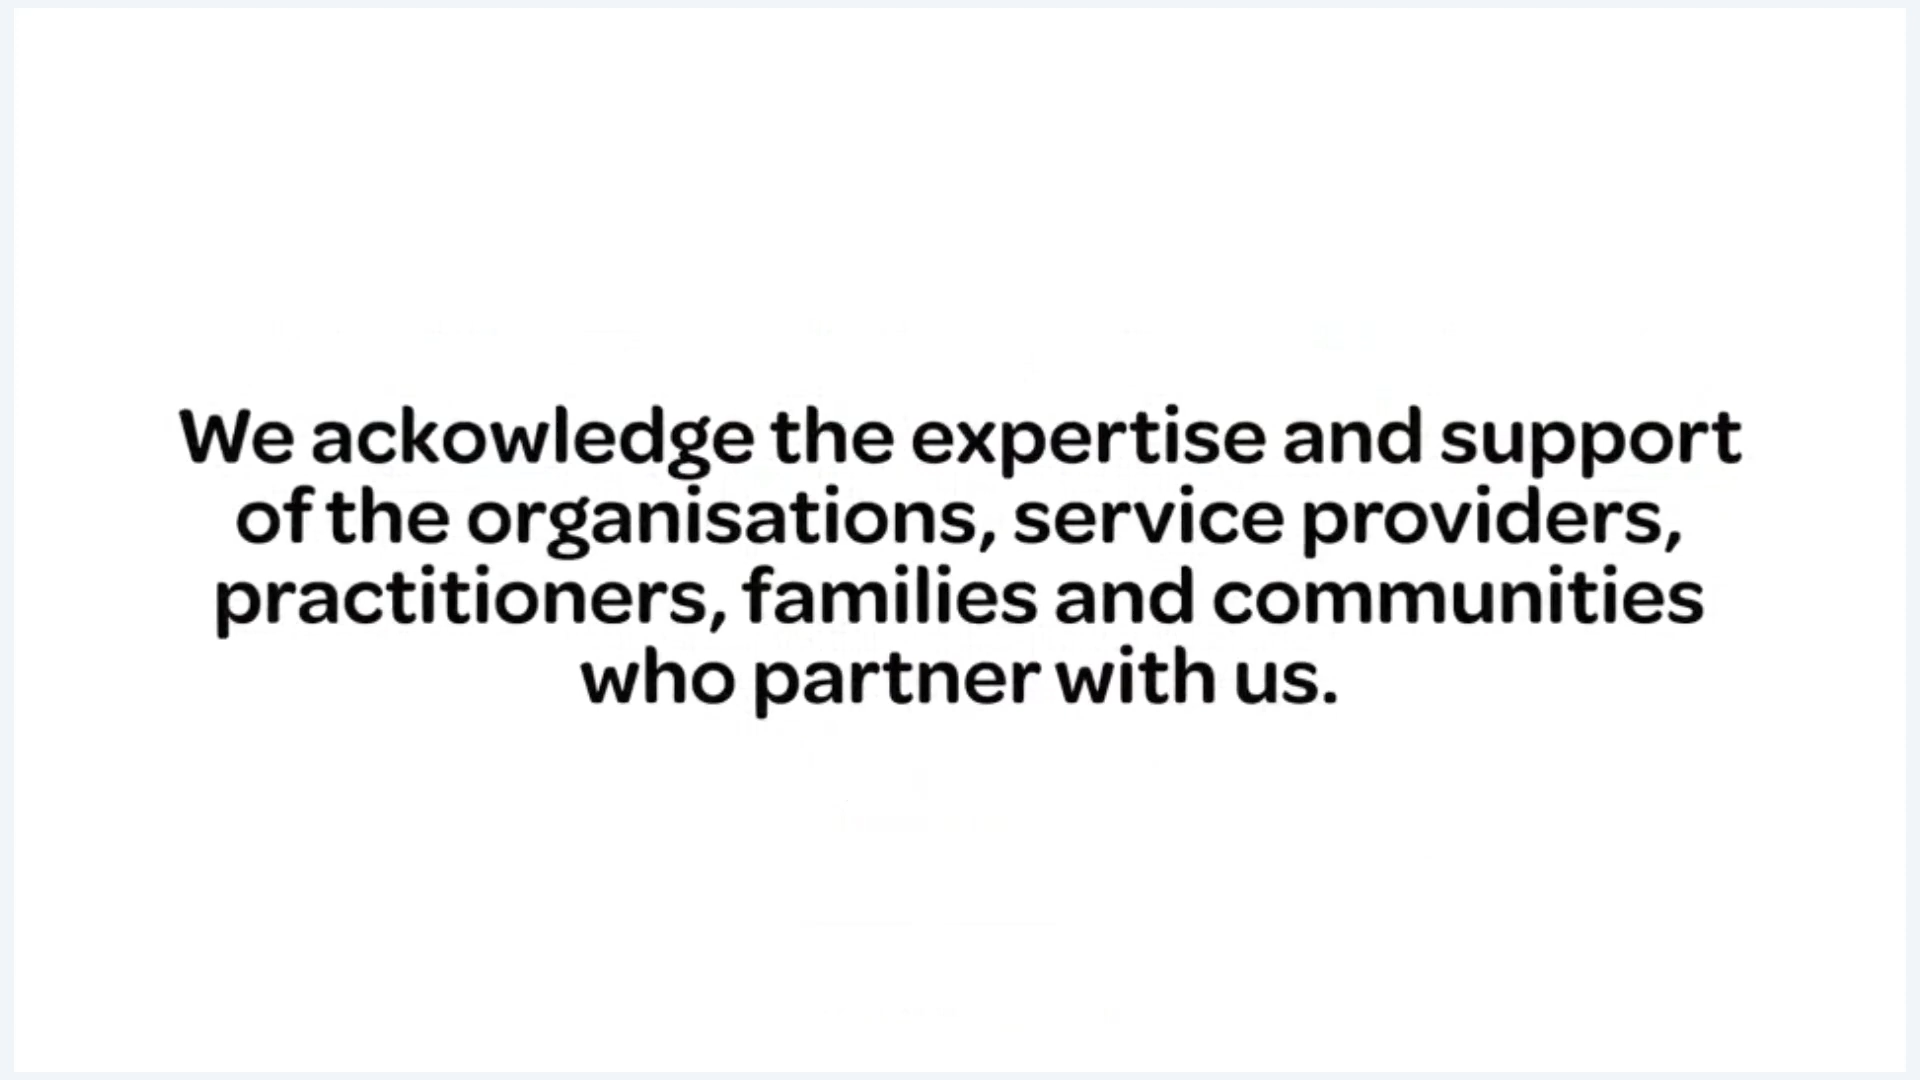 We ackowledge the expertise and support
of the organisations, service providers,
practitioners, families and communities
who partner with us.